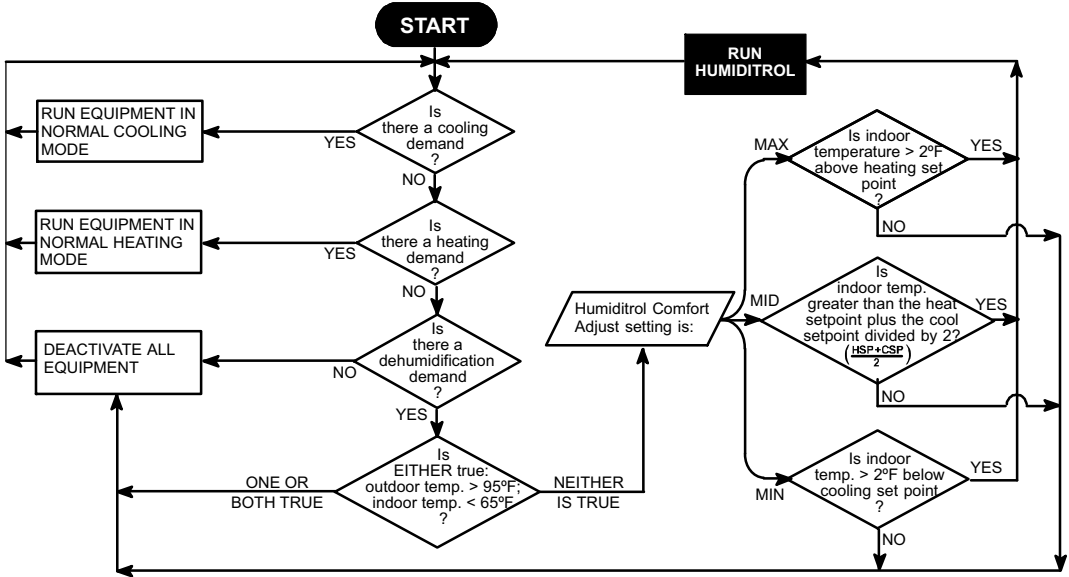 START
RUN
HUMIDITROL
Is
there a cooling
demand
?
YES
NO
RUN EQUIPMENT IN
NORMAL COOLING
MODE
Is
there a heating
demand
?
YES
NO
RUN EQUIPMENT IN
NORMAL HEATING
MODE
Is
there a
dehumidification
demand
?
NO
YES
DEACTIVATE ALL
EQUIPMENT
Is
EITHER true:
outdoor temp. > 95ºF;
indoor temp. < 65ºF
?
ONE OR
BOTH TRUE
NEITHER
IS TRUE
Humiditrol Comfort
Adjust setting is:
MAX
Is indoor
temperature > 2ºF
above heating set
point
?
YES
NO
MID
Is
indoor temp.
greater than the heat
setpoint plus the cool
setpoint divided by 2?
(HSP+CSP
2)
YES
NO
MIN
Is indoor
temp. > 2ºF below
cooling set point
?
YES
NO